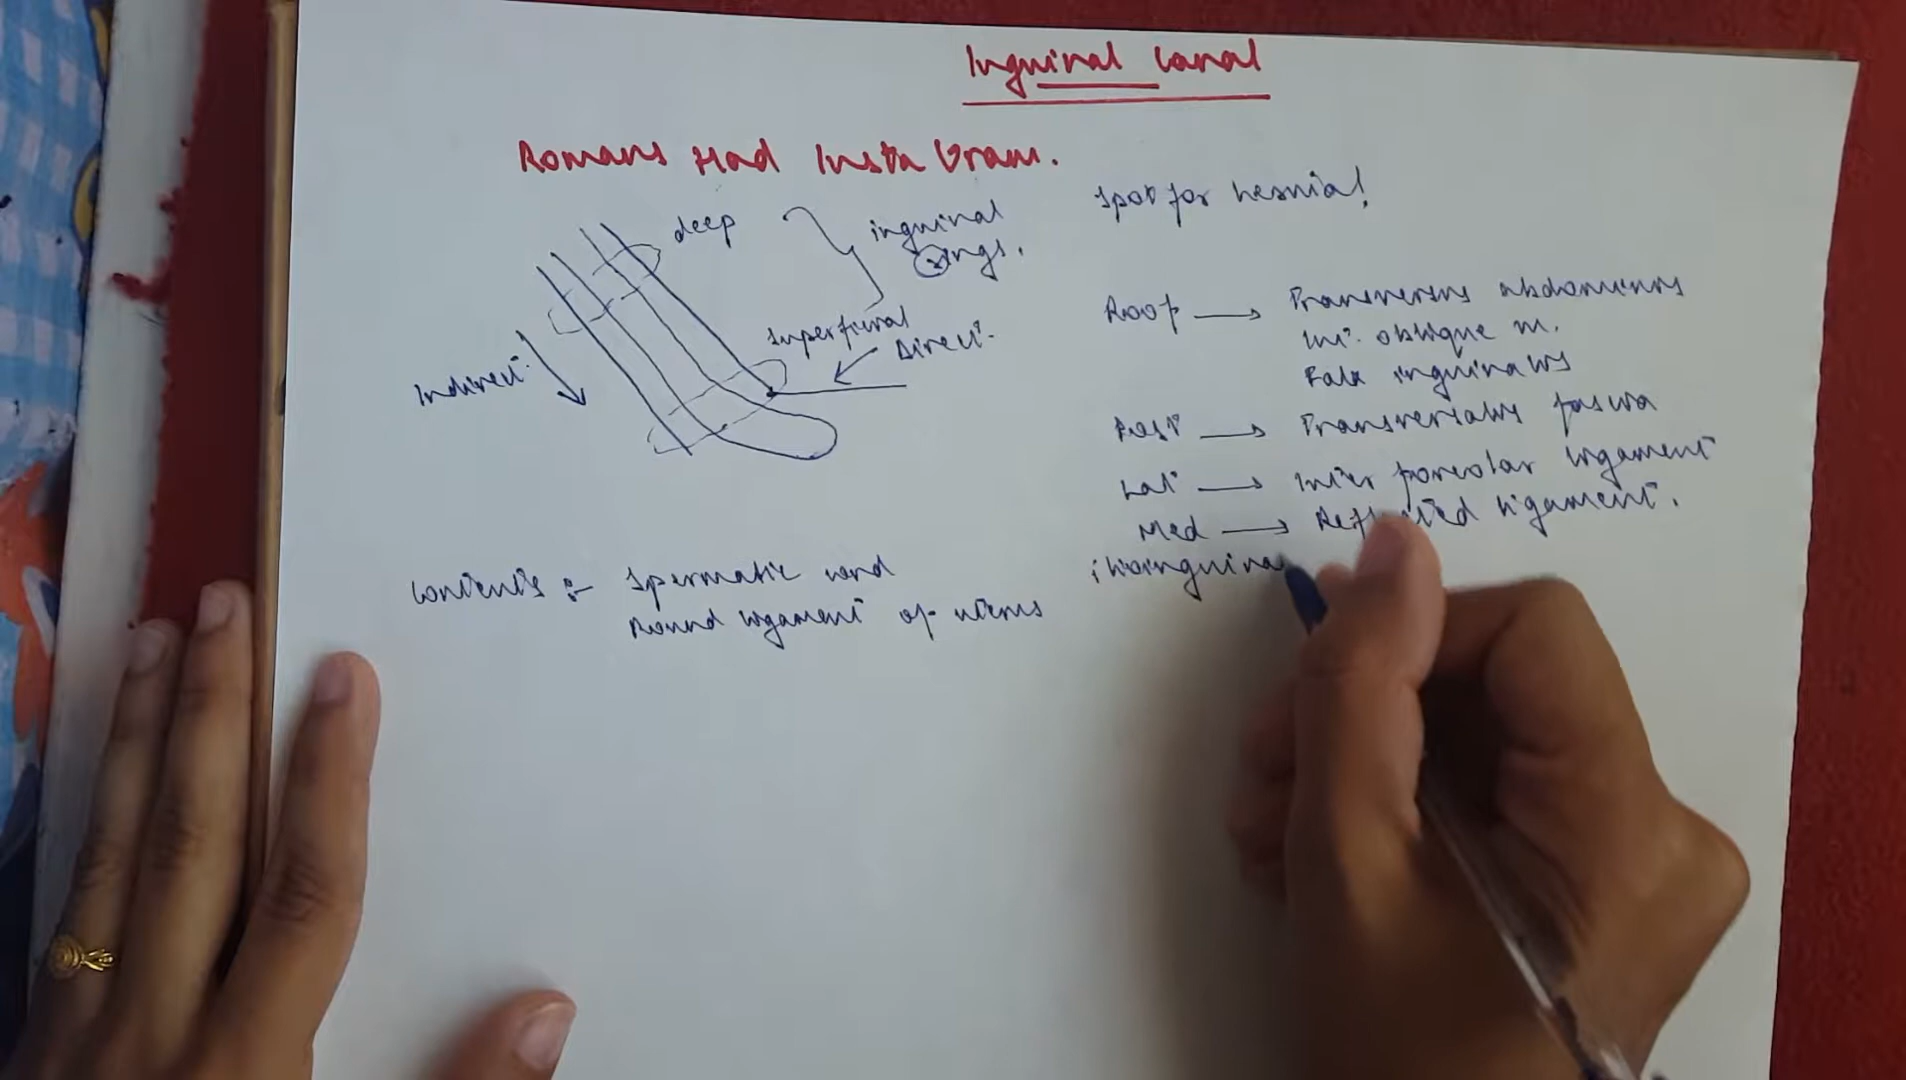 Inguinal Canal
Romans Had Insta Gram.
Spot for hernia!
deep
inguinal
rings.
superficial
Direct.
Indirect.
Roof → Transversus abdominus
Int. oblique m.
Falx inguinalis
Post → Transversalis fascia
Lat → Inter foveolar ligament
Med → Reflected ligament.
Contents :- Spermatic cord
Round ligament of uterus
ilioinguina